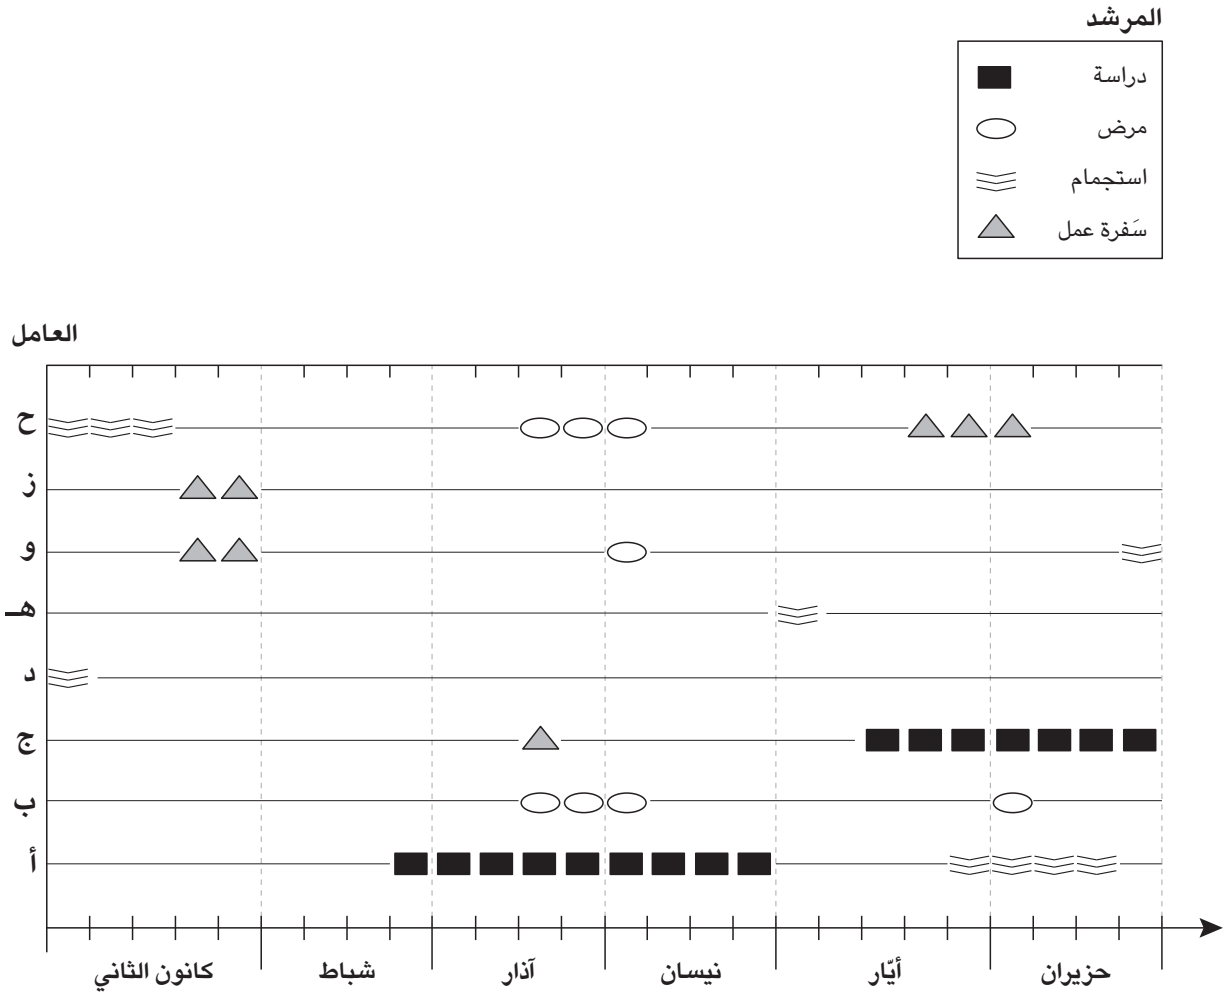 المرشد
دراسة
مرض
استجمام
سَفرة عمل
العامل
ح
ز
و
هـ
د
ج
ب
أ
كانون الثاني
شباط
آذار
نيسان
أيّار
حزيران